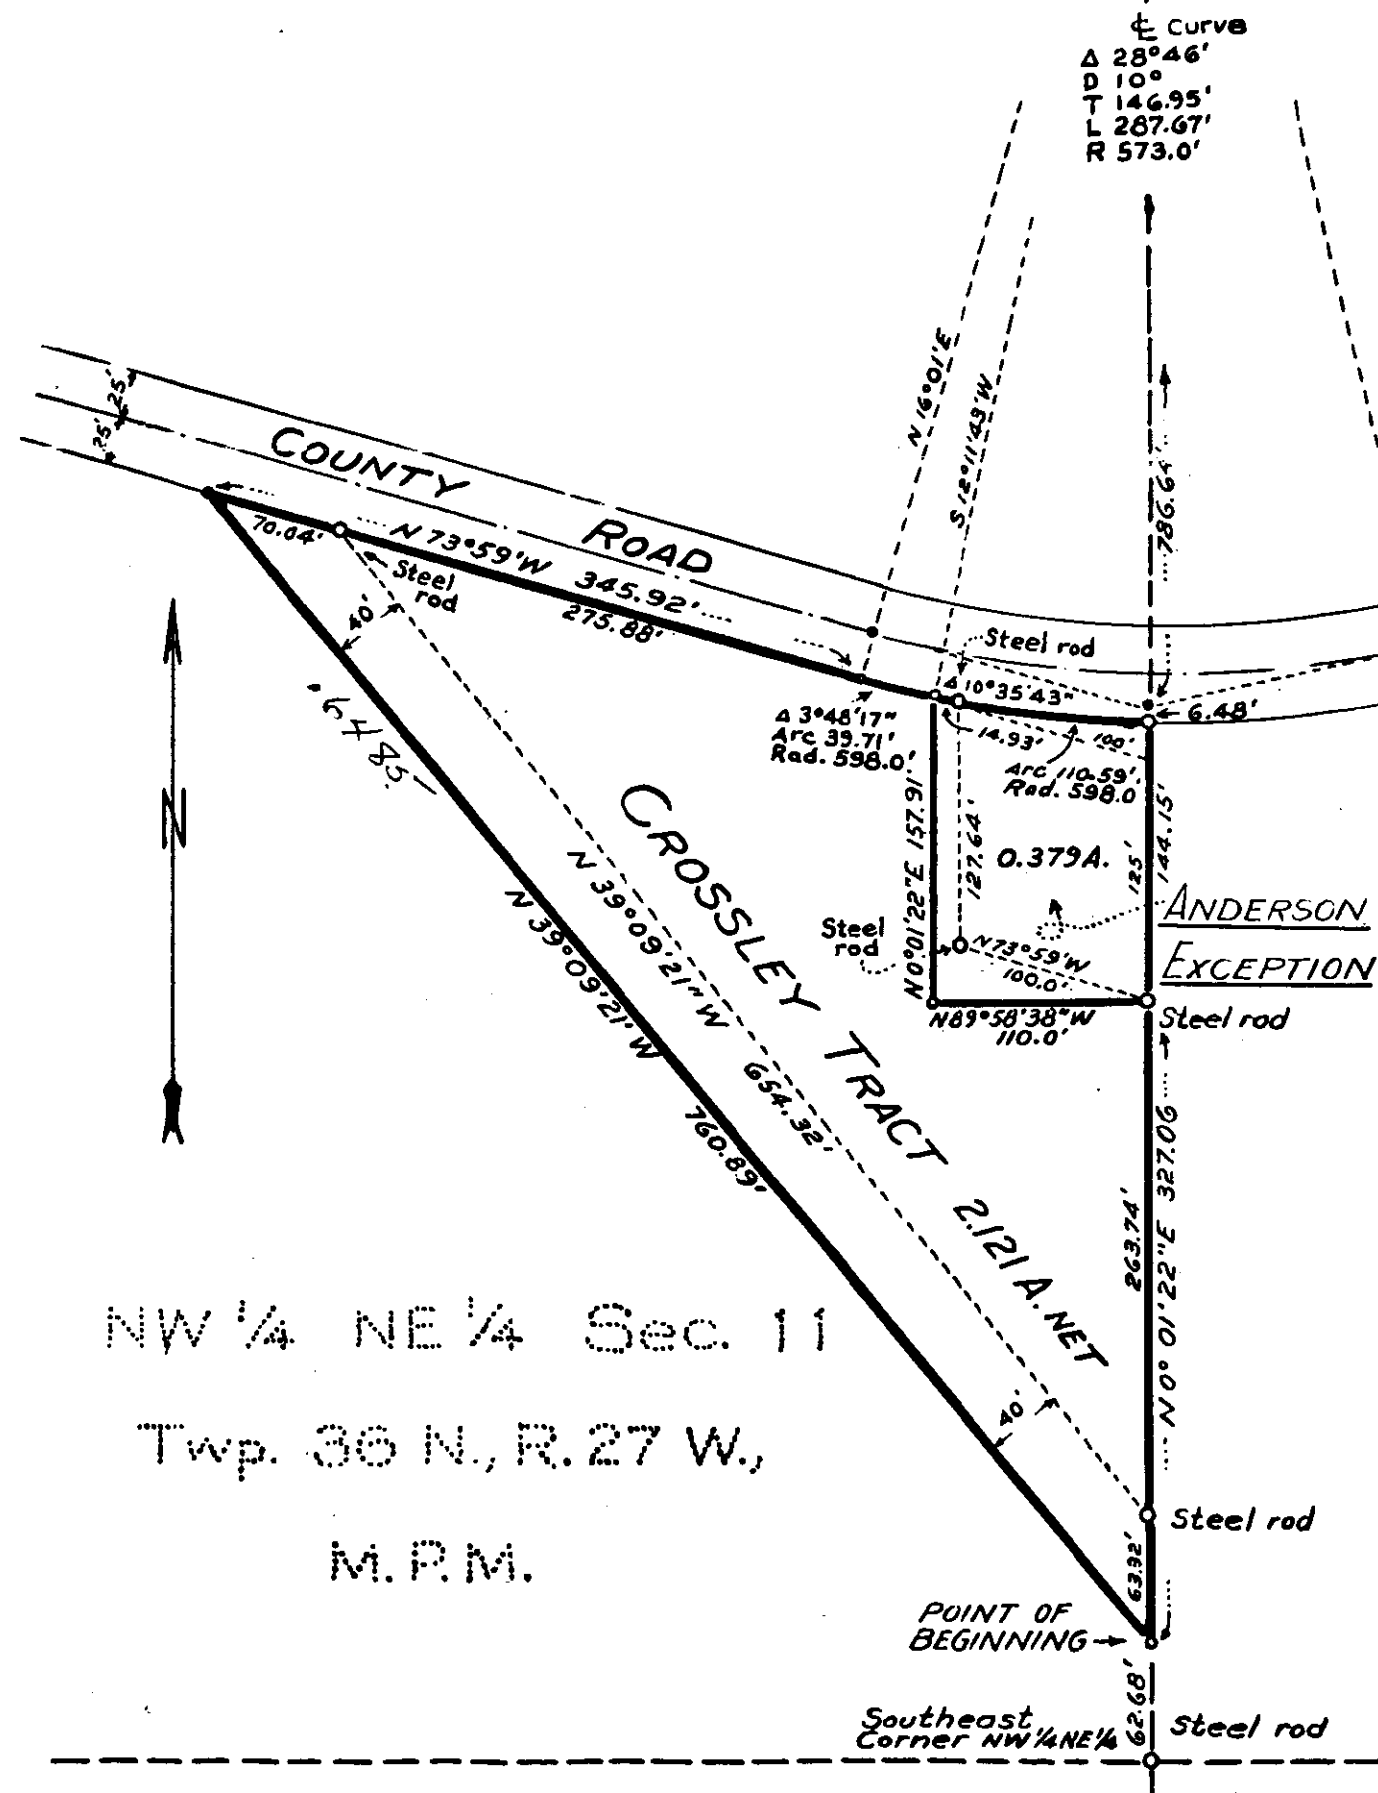 ℄ Curve
Δ 28°46'
D 10°
T 146.95'
L 287.67'
R 573.0'
N 16°01'E
S 12°11'43"W
786.64'
25'
25'
COUNTY ROAD
70.04'
N 73°59'W 345.92'
275.88'
Steel
rod
40'
Steel rod
Δ 10°35'43"
6.48'
Δ 3°48'17"
Arc 39.71'
Rad. 598.0'
14.93'
100'
Arc 110.59'
Rad. 598.0
N 0°01'22"E 157.91
127.64'
0.379A.
125'
144.15'
ANDERSON
EXCEPTION
Steel
rod
N73°59'W
100.0'
N89°58'38"W
110.0'
Steel rod
N
CROSSLEY TRACT 2.121 A. NET
N 39°09'21"W 654.32'
N 39°09'21"W 760.89'
263.74'
N 0° 01' 22"E 327.06
40'
NW 1/4 NE 1/4 Sec. 11
Twp. 36 N., R. 27 W.,
M. P. M.
Steel rod
63.32'
POINT OF
BEGINNING
62.68'
Southeast
Corner NW 1/4 NE 1/4
Steel rod